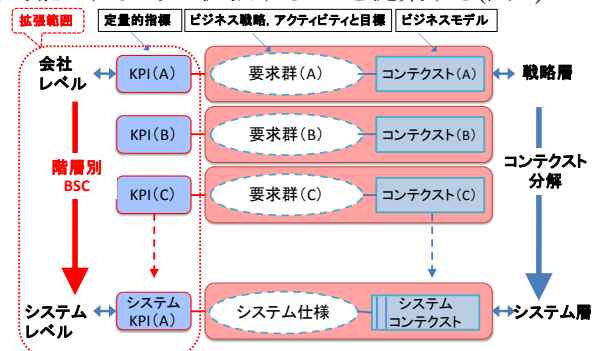 拡張範囲
定量的指標
ビジネス戦略，アクティビティと目標
ビジネスモデル
会社
レベル
KPI(A)
要求群(A)
コンテクスト(A)
戦略層
KPI(B)
要求群(B)
コンテクスト(B)
階層別
BSC
コンテクスト
分解
KPI(C)
要求群(C)
コンテクスト(C)
システム
レベル
システム
KPI(A)
システム仕様
システム
コンテクスト
システム層